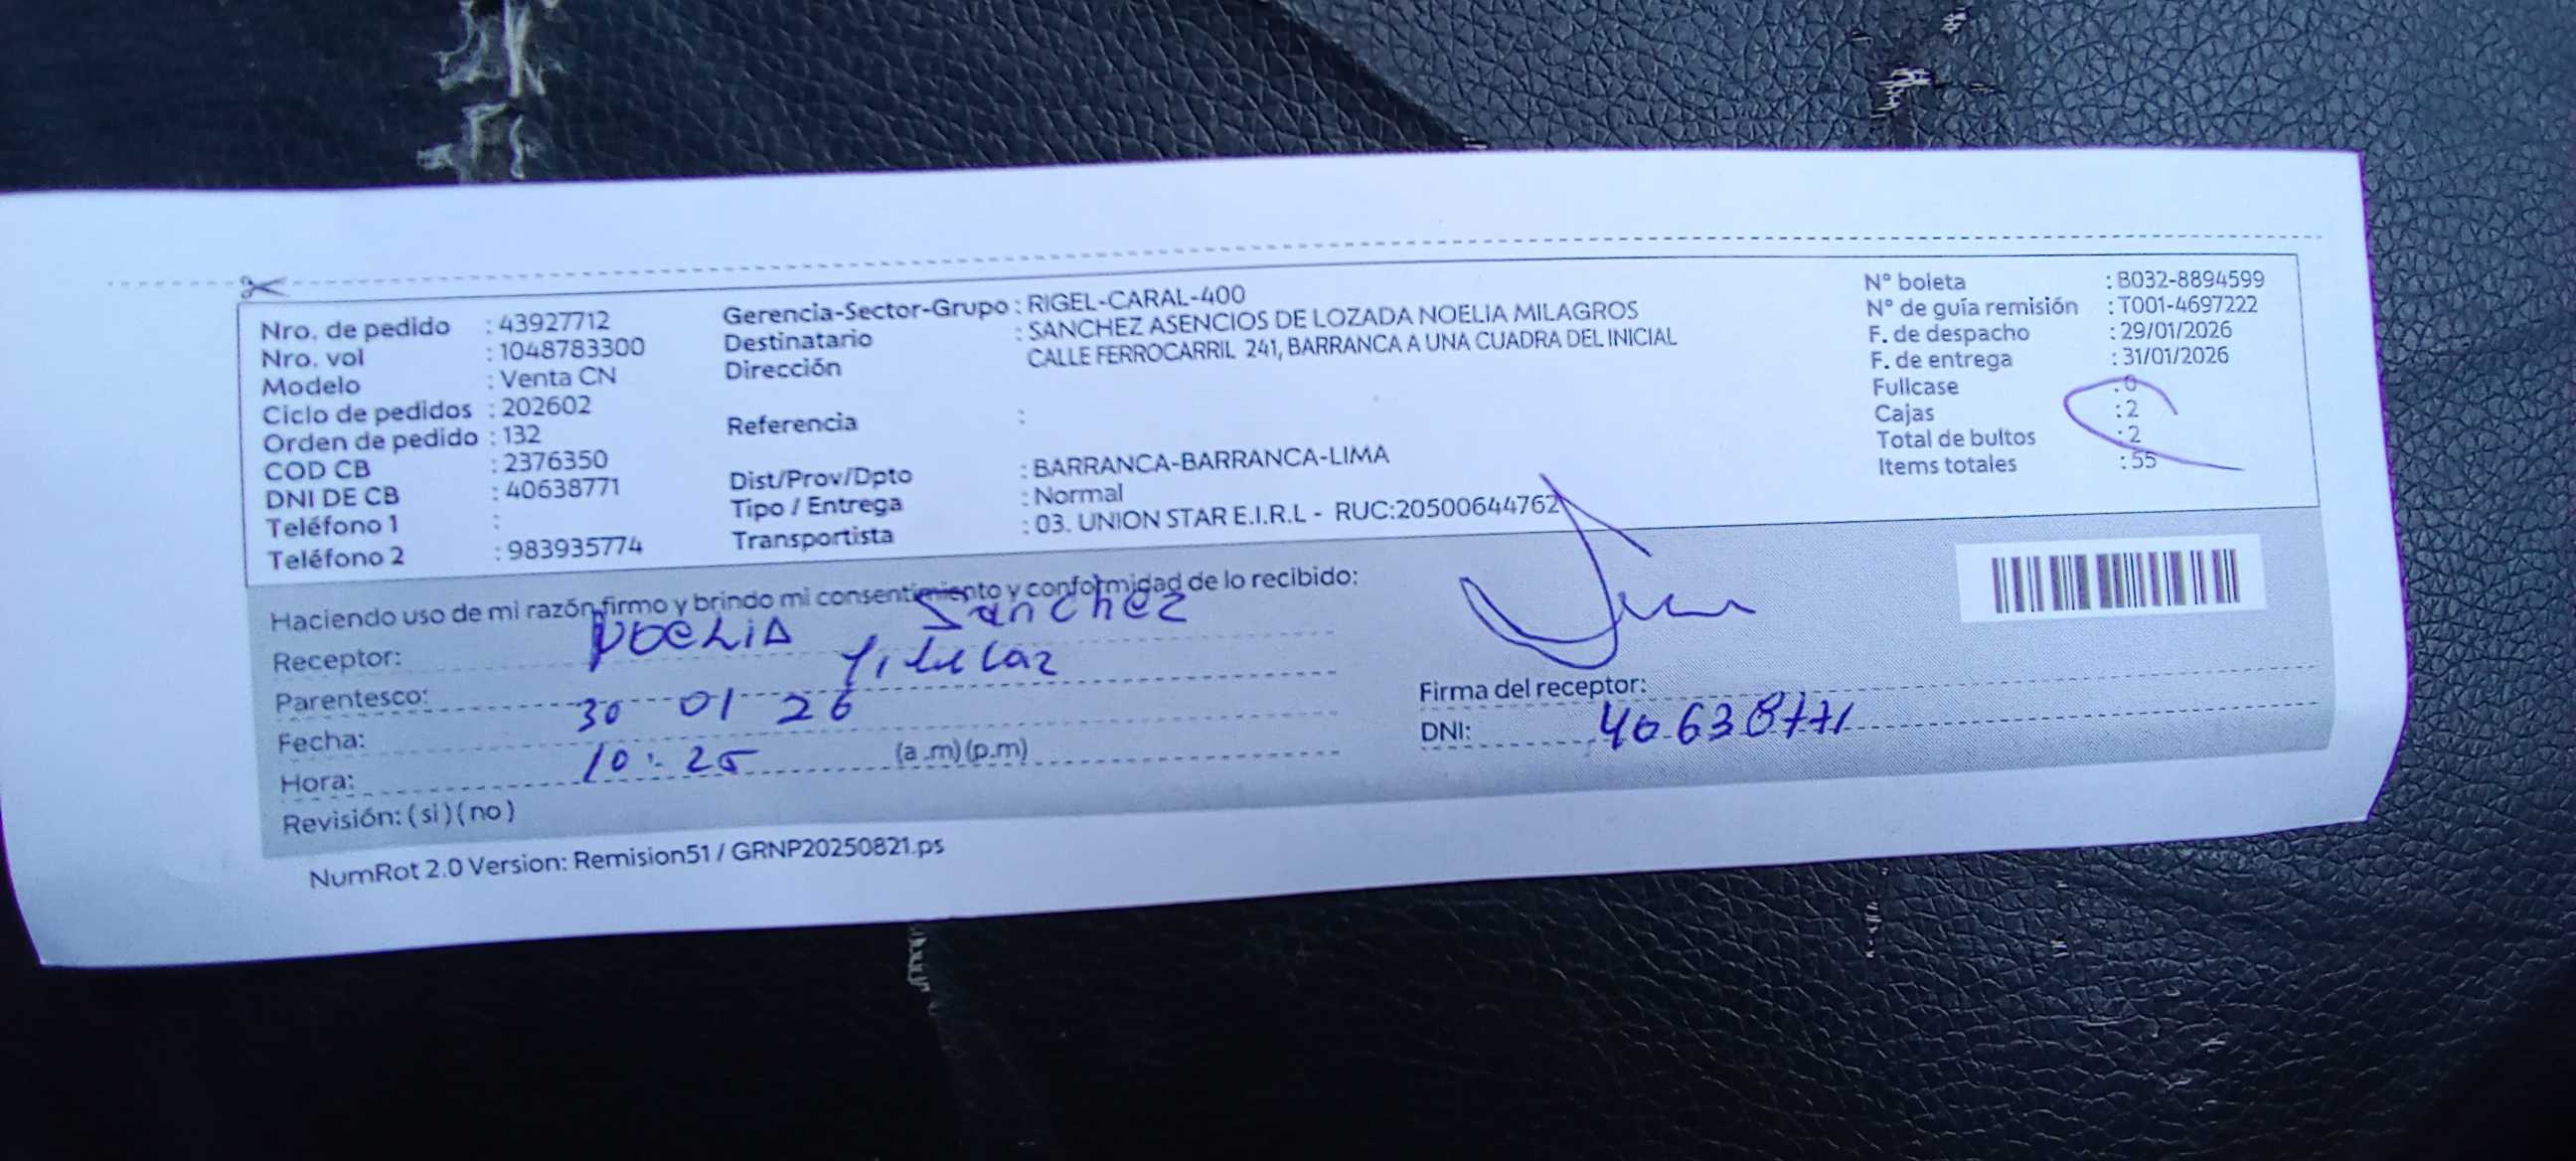 Nro. de pedido : 43927712
Nro. vol : 1048783300
Modelo : Venta CN
Ciclo de pedidos : 202602
Orden de pedido : 132
COD CB : 2376350
DNI DE CB : 40638771
Teléfono 1 :
Teléfono 2 : 983935774
Gerencia-Sector-Grupo : RIGEL-CARAL-400
Destinatario : SANCHEZ ASENCIOS DE LOZADA NOELIA MILAGROS
Dirección CALLE FERROCARRIL 241, BARRANCA A UNA CUADRA DEL INICIAL
Referencia :
Dist/Prov/Dpto : BARRANCA-BARRANCA-LIMA
Tipo / Entrega : Normal
Transportista : 03. UNION STAR E.I.R.L - RUC:20500644762
N° boleta : B032-8894599
N° de guía remisión : T001-4697222
F. de despacho : 29/01/2026
F. de entrega : 31/01/2026
Fullcase : 0
Cajas : 2
Total de bultos : 2
Items totales : 55
Haciendo uso de mi razón firmo y brindo mi consentimiento y conformidad de lo recibido:
Receptor: NOELIA Sanchez
Parentesco: Titular
Fecha: 30 01 26
Hora: 10:25 (a.m)(p.m)
Revisión: (si)(no)
Firma del receptor:
DNI: 40638771
NumRot 2.0 Version: Remision51 / GRNP20250821.ps